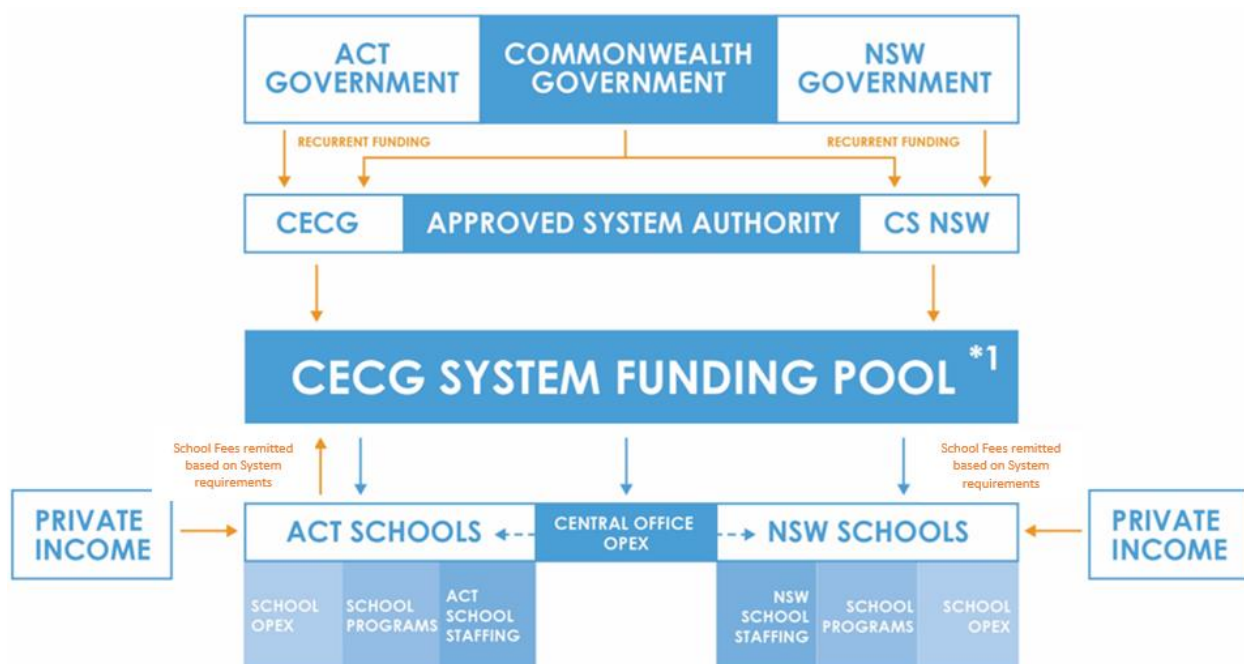 ACT
GOVERNMENT
COMMONWEALTH
GOVERNMENT
NSW
GOVERNMENT
RECURRENT FUNDING
RECURRENT FUNDING
CECG
APPROVED SYSTEM AUTHORITY
CS NSW
CECG SYSTEM FUNDING POOL *1
School Fees remitted
based on System
requirements
School Fees remitted
based on System
requirements
PRIVATE
INCOME
ACT SCHOOLS
CENTRAL OFFICE
OPEX
NSW SCHOOLS
PRIVATE
INCOME
SCHOOL
OPEX
SCHOOL
PROGRAMS
ACT
SCHOOL
STAFFING
NSW
SCHOOL
STAFFING
SCHOOL
PROGRAMS
SCHOOL
OPEX